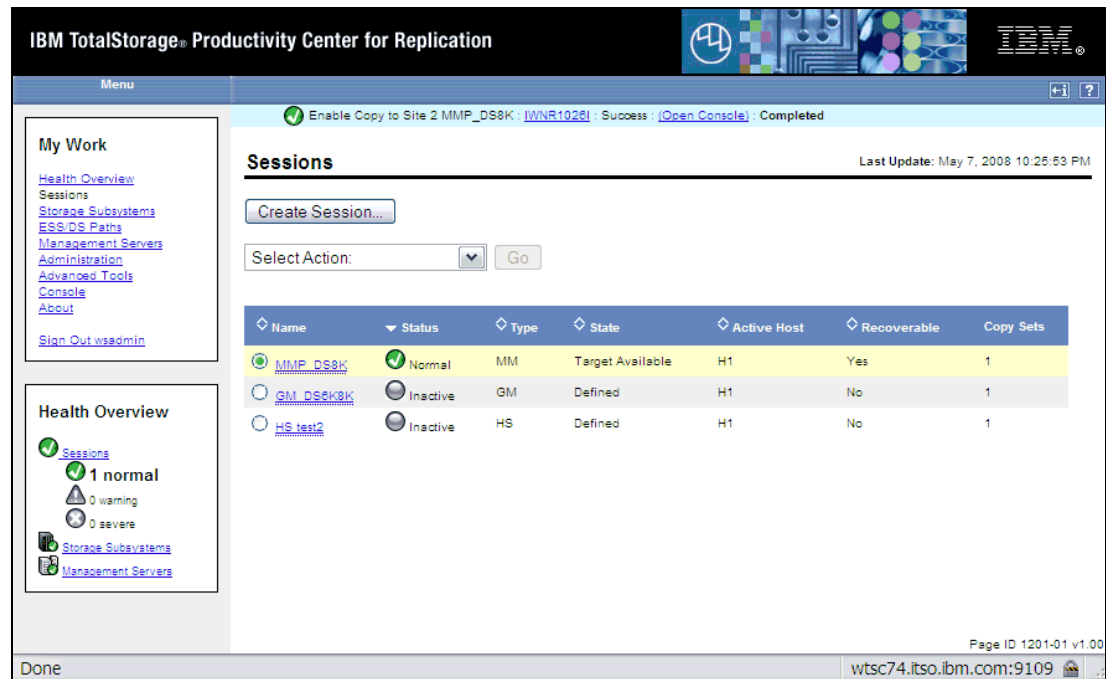 IBM TotalStorage® Productivity Center for Replication
IBM®
Menu
Enable Copy to Site 2 MMP_DS8K : IWNR1026I : Success : (Open Console) : Completed
My Work
Health Overview
Sessions
Storage Subsystems
ESS/DS Paths
Management Servers
Administration
Advanced Tools
Console
About
Sign Out wsadmin
Health Overview
Sessions
1 normal
0 warning
0 severe
Storage Subsystems
Management Servers
Sessions
Last Update: May 7, 2008 10:25:53 PM
Create Session...
Select Action: Go
Name Status Type State Active Host Recoverable Copy Sets
MMP_DS8K Normal MM Target Available H1 Yes 1
GM_DS6K8K Inactive GM Defined H1 No 1
HS test2 Inactive HS Defined H1 No 1
Page ID 1201-01 v1.00
Done
wtsc74.itso.ibm.com:9109